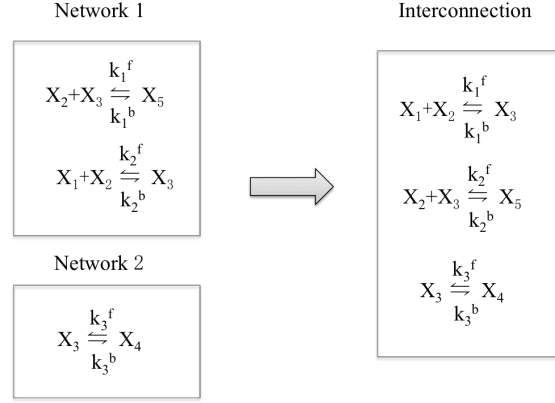 Network 1
k₁ᶠ
X₂+X₃ ⇌ X₅
k₁ᵇ
k₂ᶠ
X₁+X₂ ⇌ X₃
k₂ᵇ
Network 2
k₃ᶠ
X₃ ⇌ X₄
k₃ᵇ
Interconnection
k₁ᶠ
X₁+X₂ ⇌ X₃
k₁ᵇ
k₂ᶠ
X₂+X₃ ⇌ X₅
k₂ᵇ
k₃ᶠ
X₃ ⇌ X₄
k₃ᵇ